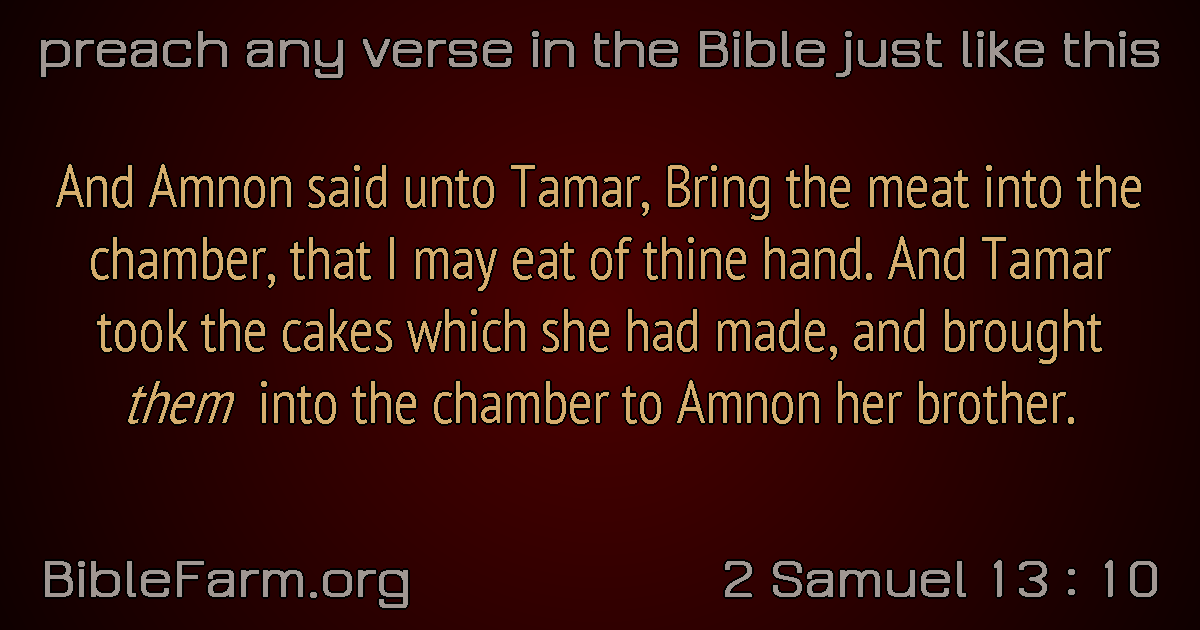 preach any verse in the Bible just like this
And Amnon said unto Tamar, Bring the meat into the
chamber, that I may eat of thine hand. And Tamar
took the cakes which she had made, and brought
them into the chamber to Amnon her brother.
BibleFarm.org
2 Samuel 13 : 10